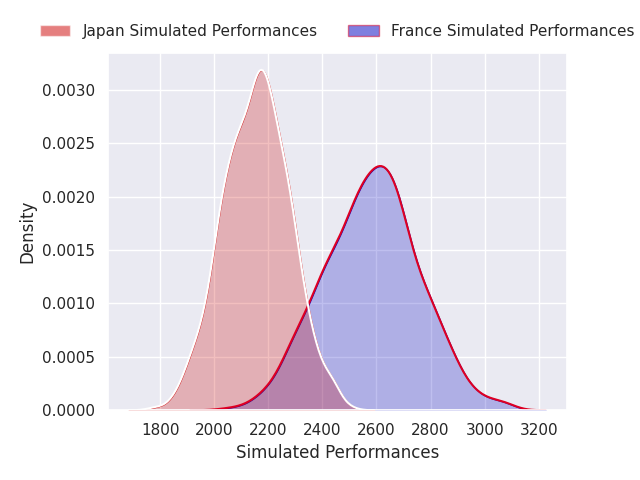 Japan Simulated Performances France Simulated Performances
0.0030
0.0025
0.0020
0.0015
0.0010
0.0005
0.0000
Density
1800 2000 2200 2400 2600 2800 3000 3200
Simulated Performances